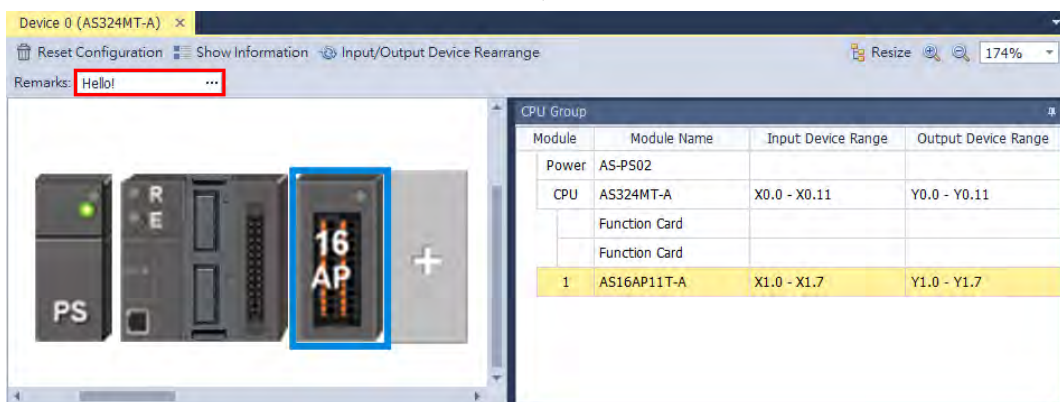 Device 0 (AS324MT-A) ×
Reset Configuration Show Information Input/Output Device Rearrange Resize 174%
Remarks: Hello! ...
CPU Group
Module Module Name Input Device Range Output Device Range
Power AS-PS02
CPU AS324MT-A X0.0 - X0.11 Y0.0 - Y0.11
Function Card
Function Card
1 AS16AP11T-A X1.0 - X1.7 Y1.0 - Y1.7
R
E
16
AP
+
PS